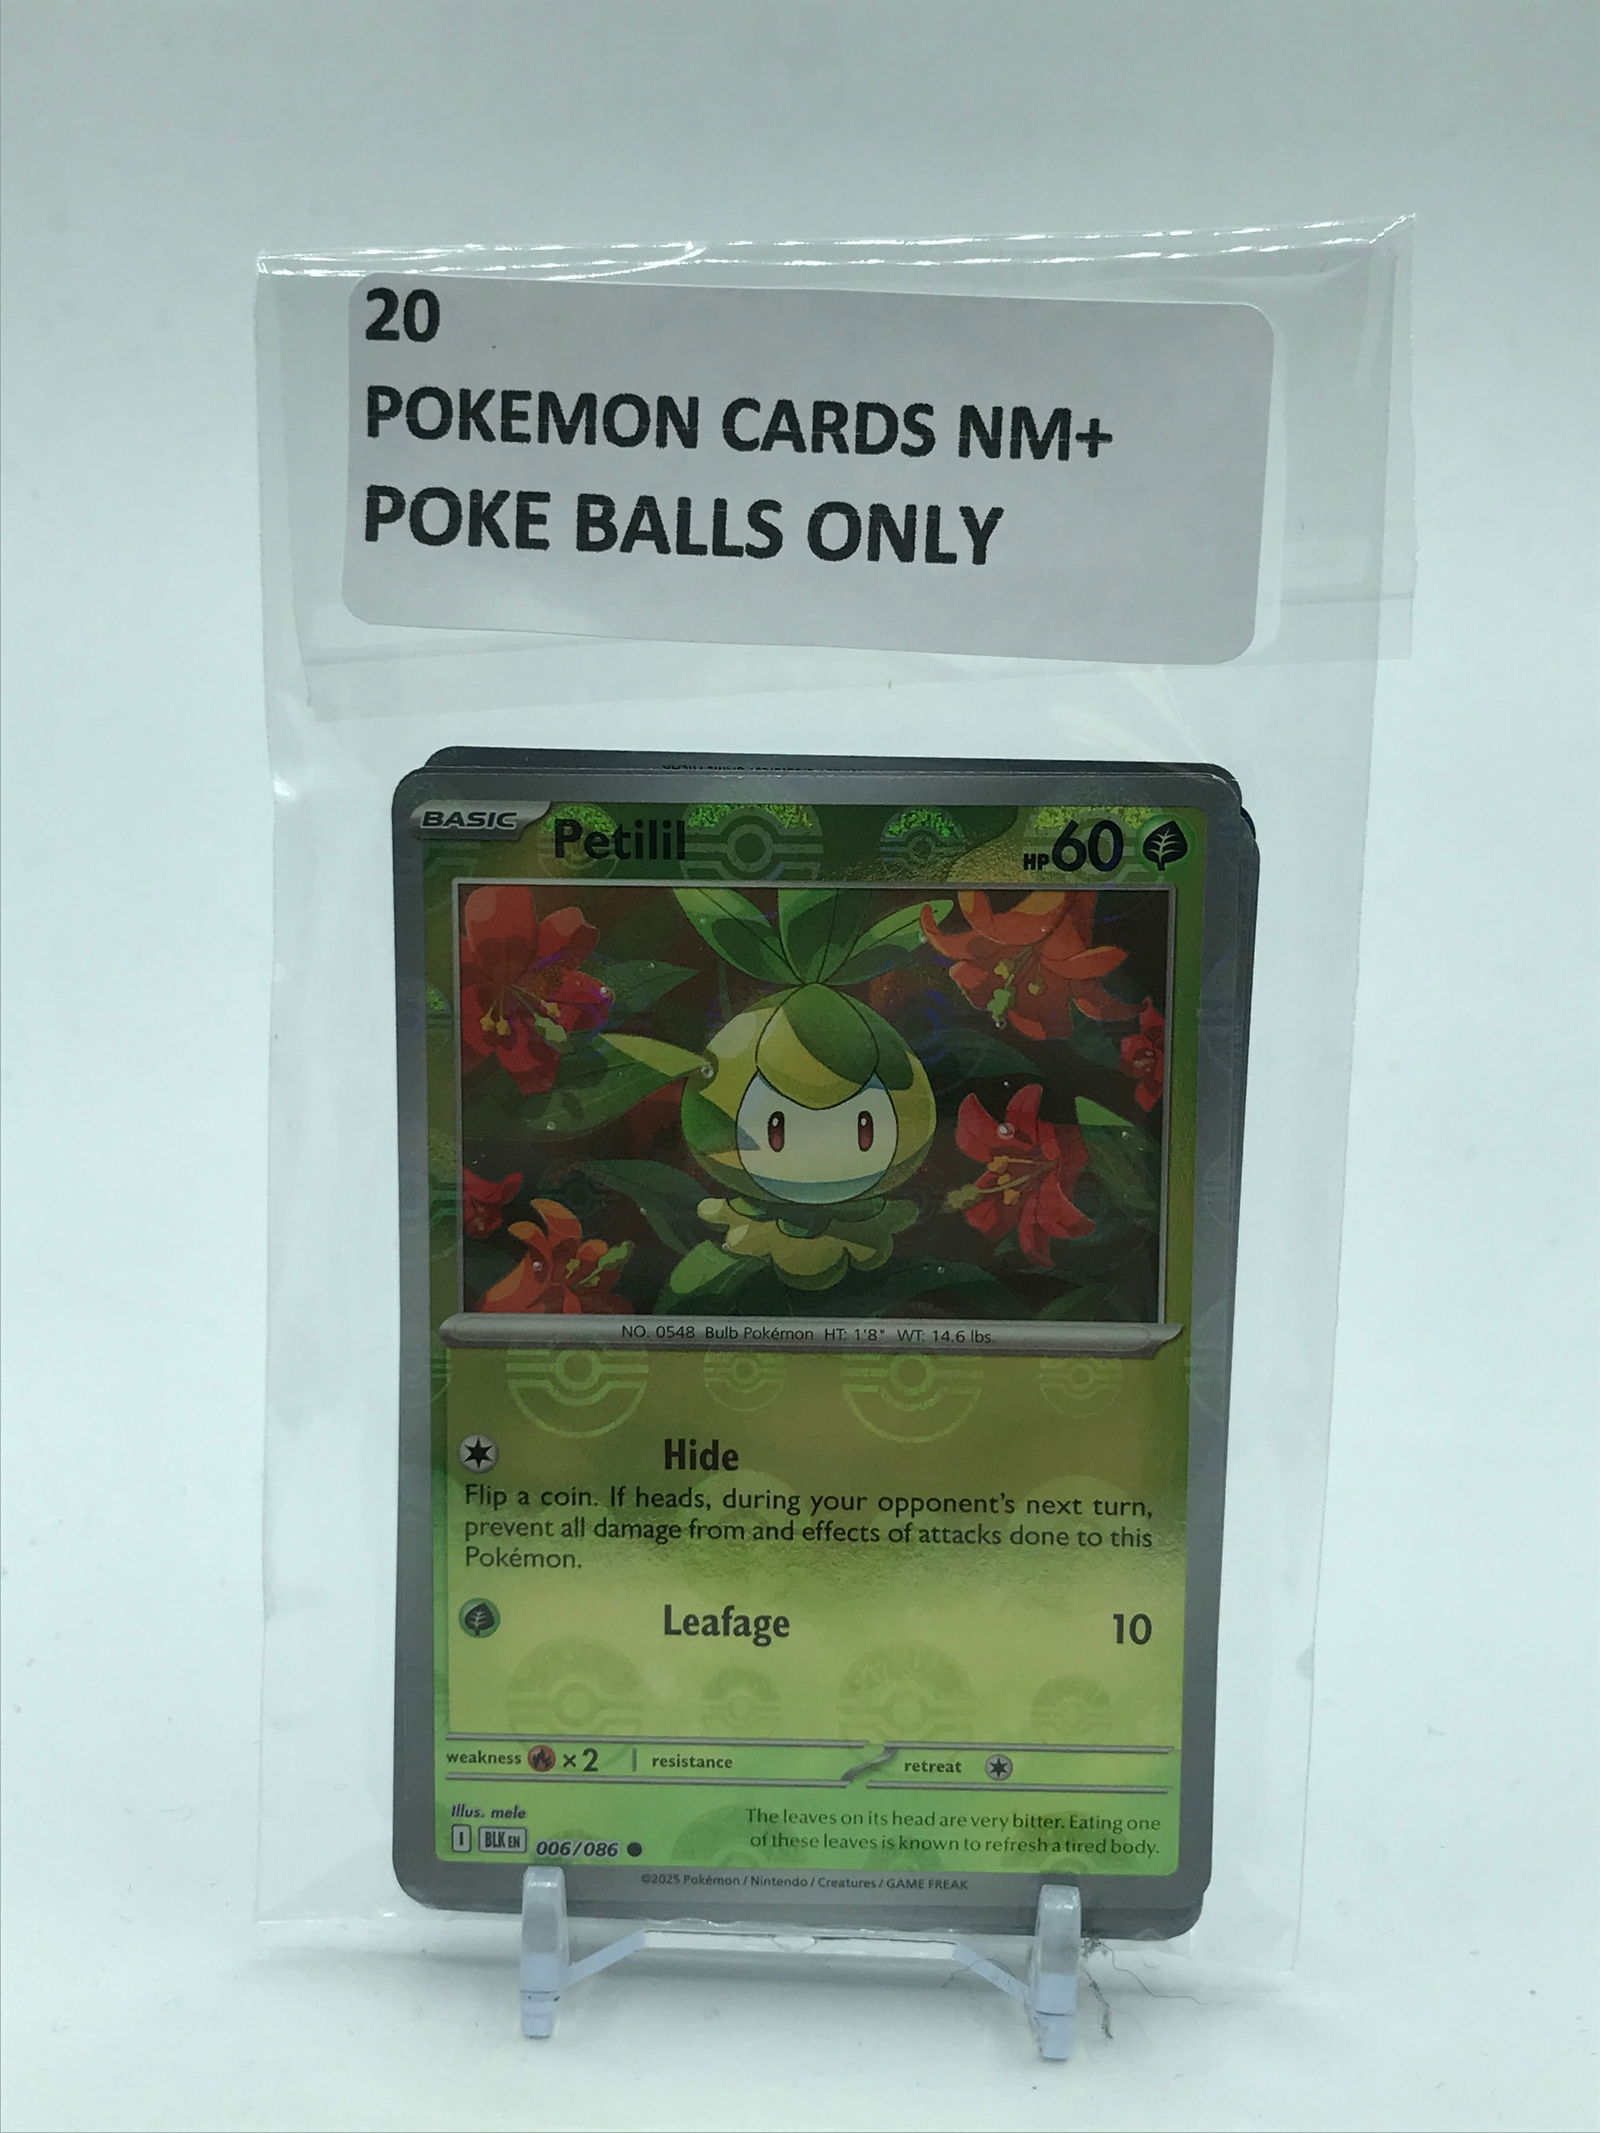 20
POKEMON CARDS NM+
POKE BALLS ONLY
BASIC Petilil HP 60
NO. 0548 Bulb Pokémon HT: 1'8" WT: 14.6 lbs.
Hide
Flip a coin. If heads, during your opponent's next turn,
prevent all damage from and effects of attacks done to this
Pokémon.
Leafage 10
weakness ×2 resistance retreat
Illus. mele
I BLK EN 006/086
The leaves on its head are very bitter. Eating one
of these leaves is known to refresh a tired body.
©2025 Pokémon / Nintendo / Creatures / GAME FREAK